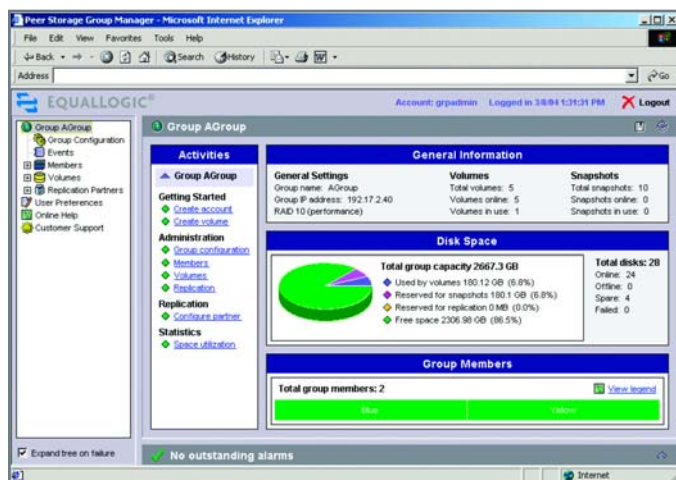 Peer Storage Group Manager - Microsoft Internet Explorer
File Edit View Favorites Tools Help
Back Search History
Address Go
EQUALLOGIC®
Account: grpadmin Logged in 3/8/04 1:31:31 PM Logout
Group AGroup
Group Configuration
Events
Members
Volumes
Replication Partners
User Preferences
Online Help
Customer Support
Expand tree on failure
Group AGroup
Activities
Group AGroup
Getting Started
Create account
Create volume
Administration
Group configuration
Members
Volumes
Replication
Replication
Configure partner
Statistics
Space utilization
General Information
General Settings
Group name: AGroup
Group IP address: 192.17.2.40
RAID 10 (performance)
Volumes
Total volumes: 5
Volumes online: 5
Volumes in use: 1
Snapshots
Total snapshots: 10
Snapshots online: 0
Snapshots in use: 0
Disk Space
Total group capacity 2667.3 GB
Used by volumes 180.12 GB (6.8%)
Reserved for snapshots 180.1 GB (6.8%)
Reserved for replication 0 MB (0.0%)
Free space 2306.98 GB (86.5%)
Total disks: 28
Online: 24
Offline: 0
Spare: 4
Failed: 0
Group Members
Total group members: 2
View legend
Blue Yellow
No outstanding alarms
Internet